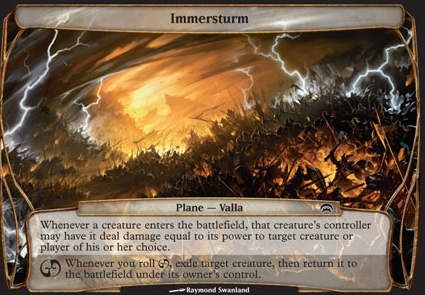 Immersturm
Plane — Valla
Whenever a creature enters the battlefield, that creature's controller
may have it deal damage equal to its power to target creature or
player of his or her choice.
Whenever you roll , exile target creature, then return it to
the battlefield under its owner's control.
Raymond Swanland